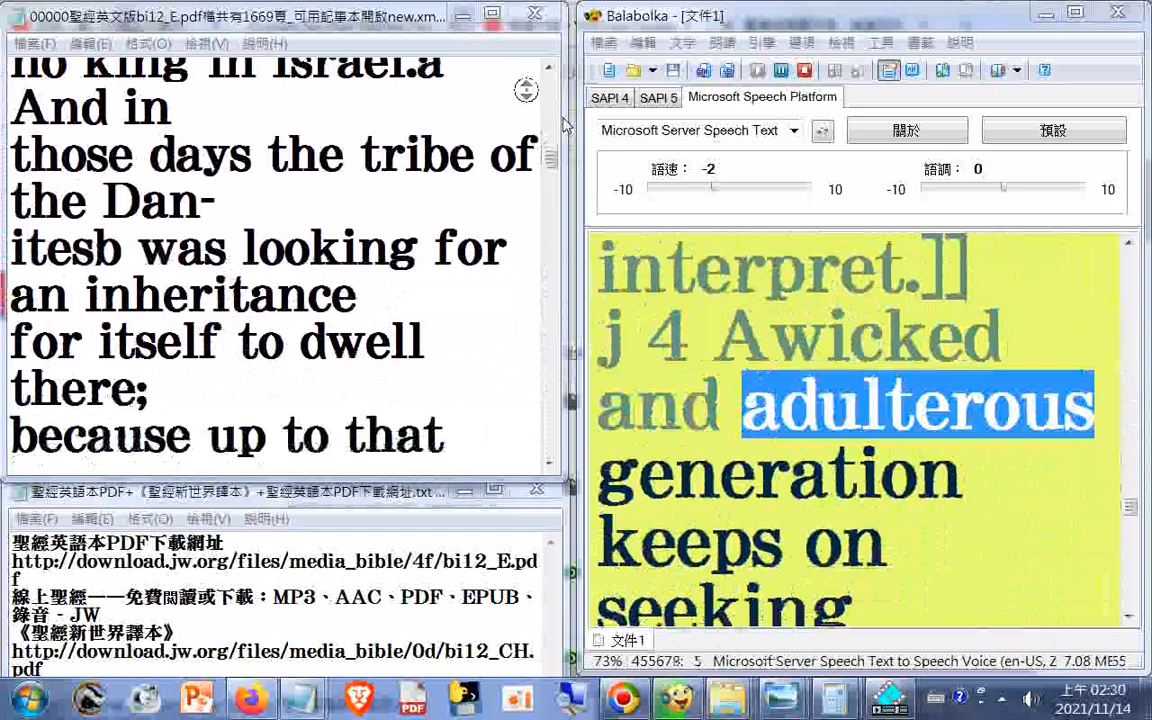 00000聖經英文版bi12_E.pdf檔共有1669頁_可用記事本開啟new.xm...
檔案(F) 編輯(E) 格式(O) 檢視(V) 說明(H)
no king in Israel.a
And in
those days the tribe of
the Dan-
itesb was looking for
an inheritance
for itself to dwell
there;
because up to that
聖經英語本PDF+《聖經新世界譯本》+聖經英語本PDF下載網址.txt ...
檔案(F) 編輯(E) 格式(O) 檢視(V) 說明(H)
聖經英語本PDF下載網址
http://download.jw.org/files/media_bible/4f/bi12_E.pd
f
線上聖經——免費閱讀或下載：MP3、AAC、PDF、EPUB、
錄音 - JW
《聖經新世界譯本》
http://download.jw.org/files/media_bible/0d/bi12_CH.
pdf
Balabolka - [文件1]
檔案 編輯 文字 朗讀 引擎 選項 檢視 工具 書籤 說明
SAPI 4 SAPI 5 Microsoft Speech Platform
Microsoft Server Speech Text 關於 預設
語速： -2 語調： 0
-10 10 -10 10
interpret.]]
j 4 Awicked
and adulterous
generation
keeps on
seeking
文件1
73% 455678: 5 Microsoft Server Speech Text to Speech Voice (en-US, Z 7.08 ME55
上午 02:30
2021/11/14